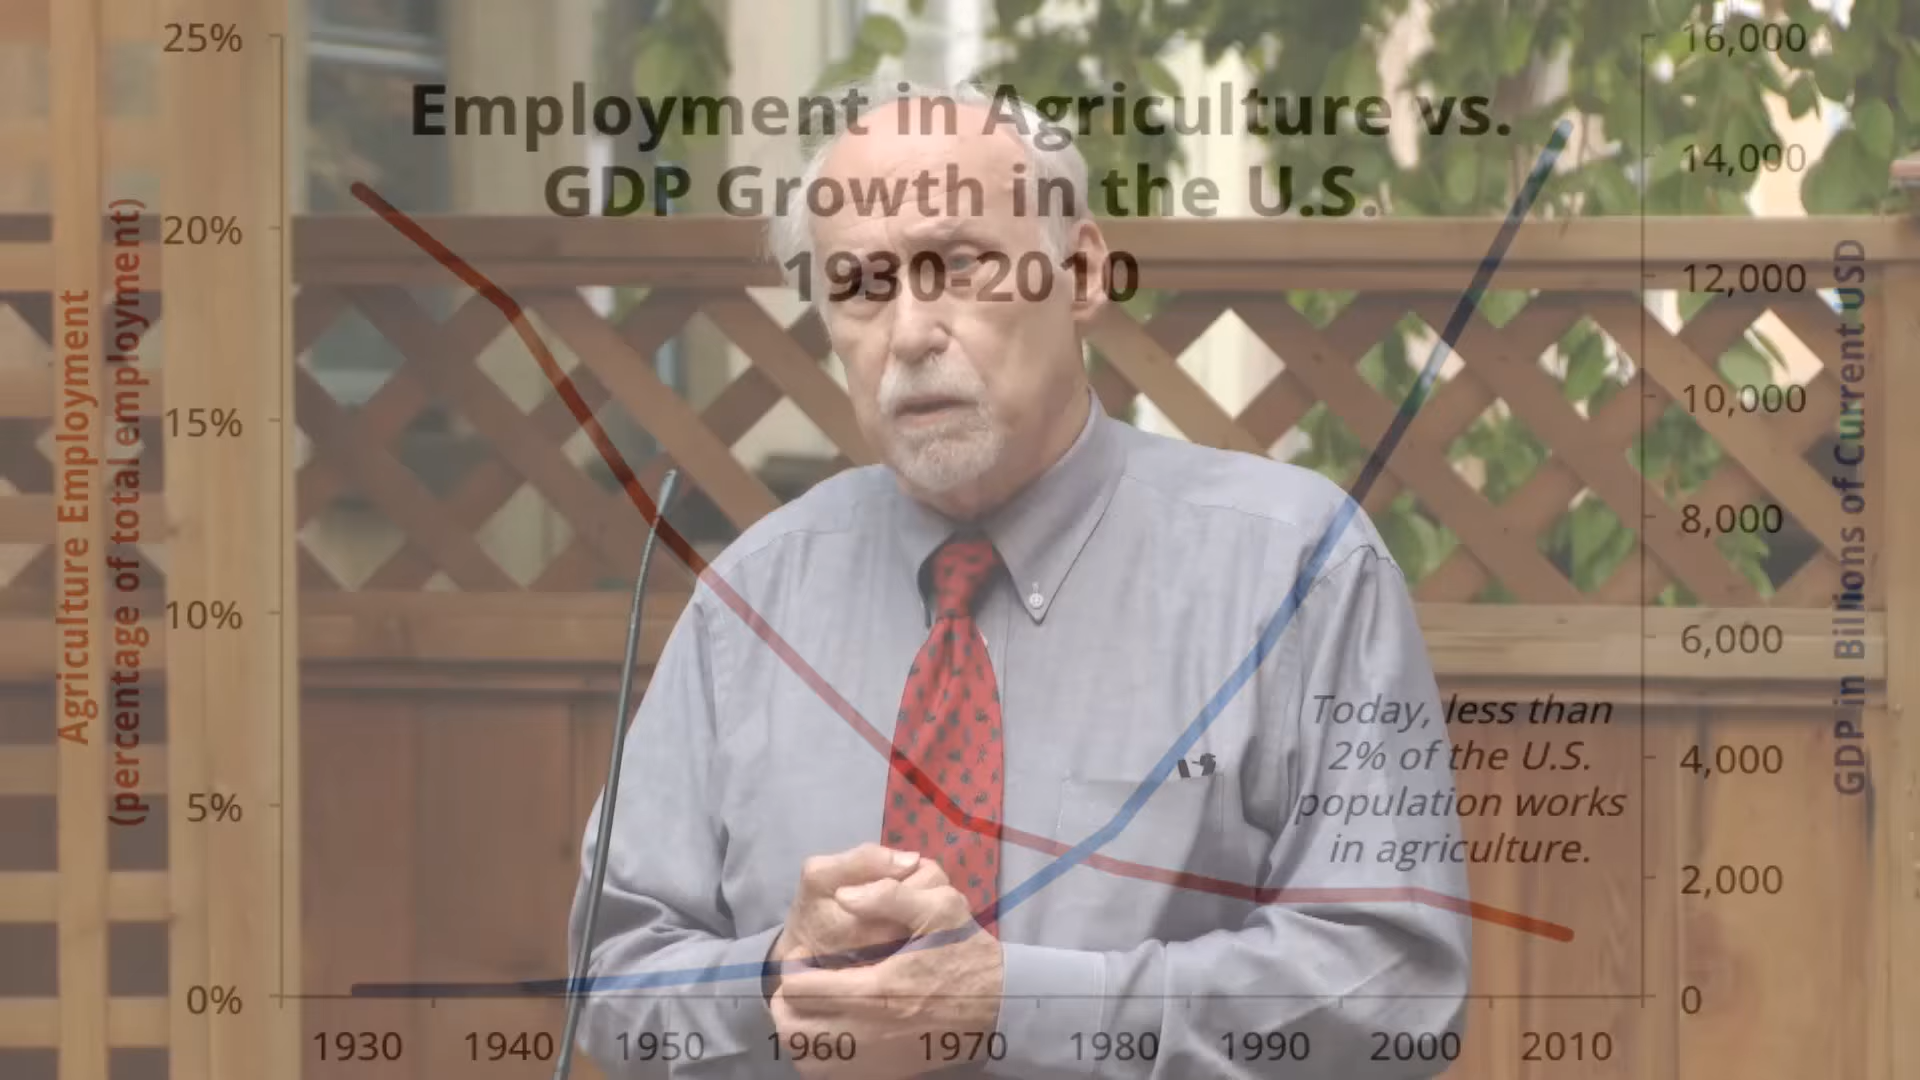 Employment in Agriculture vs.
GDP Growth in the U.S.
1930-2010
Agriculture Employment
(percentage of total employment)
25%
20%
15%
10%
5%
0%
16,000
14,000
12,000
10,000
8,000
6,000
4,000
2,000
0
GDP in Billions of Current USD
Today, less than
2% of the U.S.
population works
in agriculture.
1930 1940 1950 1960 1970 1980 1990 2000 2010